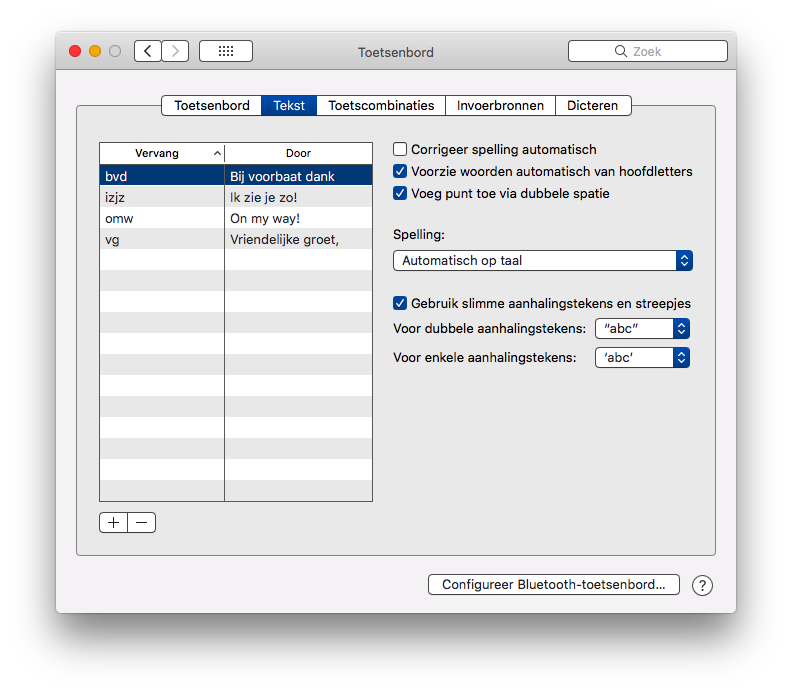 Toetsenbord
Zoek
Toetsenbord Tekst Toetscombinaties Invoerbronnen Dicteren
Vervang Door
bvd Bij voorbaat dank
izjz Ik zie je zo!
omw On my way!
vg Vriendelijke groet,
Corrigeer spelling automatisch
Voorzie woorden automatisch van hoofdletters
Voeg punt toe via dubbele spatie
Spelling:
Automatisch op taal
Gebruik slimme aanhalingstekens en streepjes
Voor dubbele aanhalingstekens: “abc”
Voor enkele aanhalingstekens: ‘abc’
Configureer Bluetooth-toetsenbord... ?